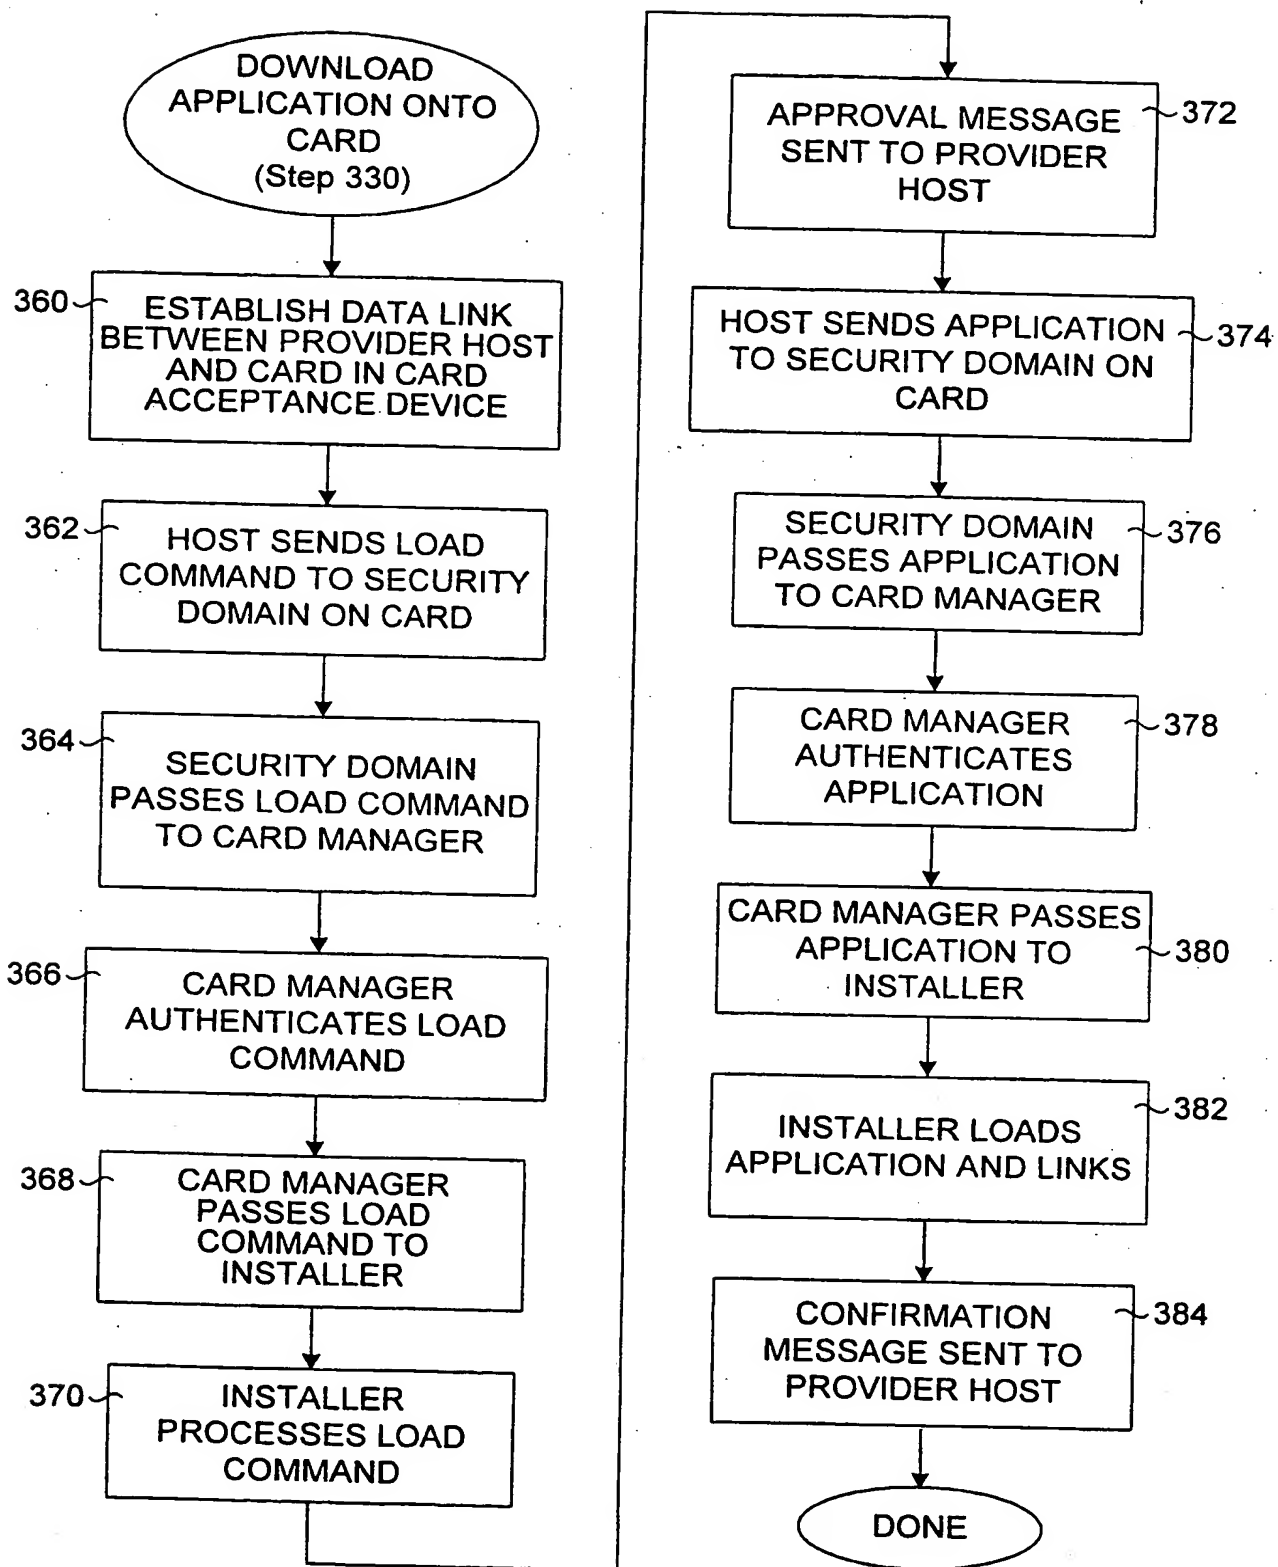 DOWNLOAD
APPLICATION ONTO
CARD
(Step 330)
360
ESTABLISH DATA LINK
BETWEEN PROVIDER HOST
AND CARD IN CARD
ACCEPTANCE DEVICE
362
HOST SENDS LOAD
COMMAND TO SECURITY
DOMAIN ON CARD
364
SECURITY DOMAIN
PASSES LOAD COMMAND
TO CARD MANAGER
366
CARD MANAGER
AUTHENTICATES LOAD
COMMAND
368
CARD MANAGER
PASSES LOAD
COMMAND TO
INSTALLER
370
INSTALLER
PROCESSES LOAD
COMMAND
372
APPROVAL MESSAGE
SENT TO PROVIDER
HOST
374
HOST SENDS APPLICATION
TO SECURITY DOMAIN ON
CARD
376
SECURITY DOMAIN
PASSES APPLICATION
TO CARD MANAGER
378
CARD MANAGER
AUTHENTICATES
APPLICATION
380
CARD MANAGER PASSES
APPLICATION TO
INSTALLER
382
INSTALLER LOADS
APPLICATION AND LINKS
384
CONFIRMATION
MESSAGE SENT TO
PROVIDER HOST
DONE